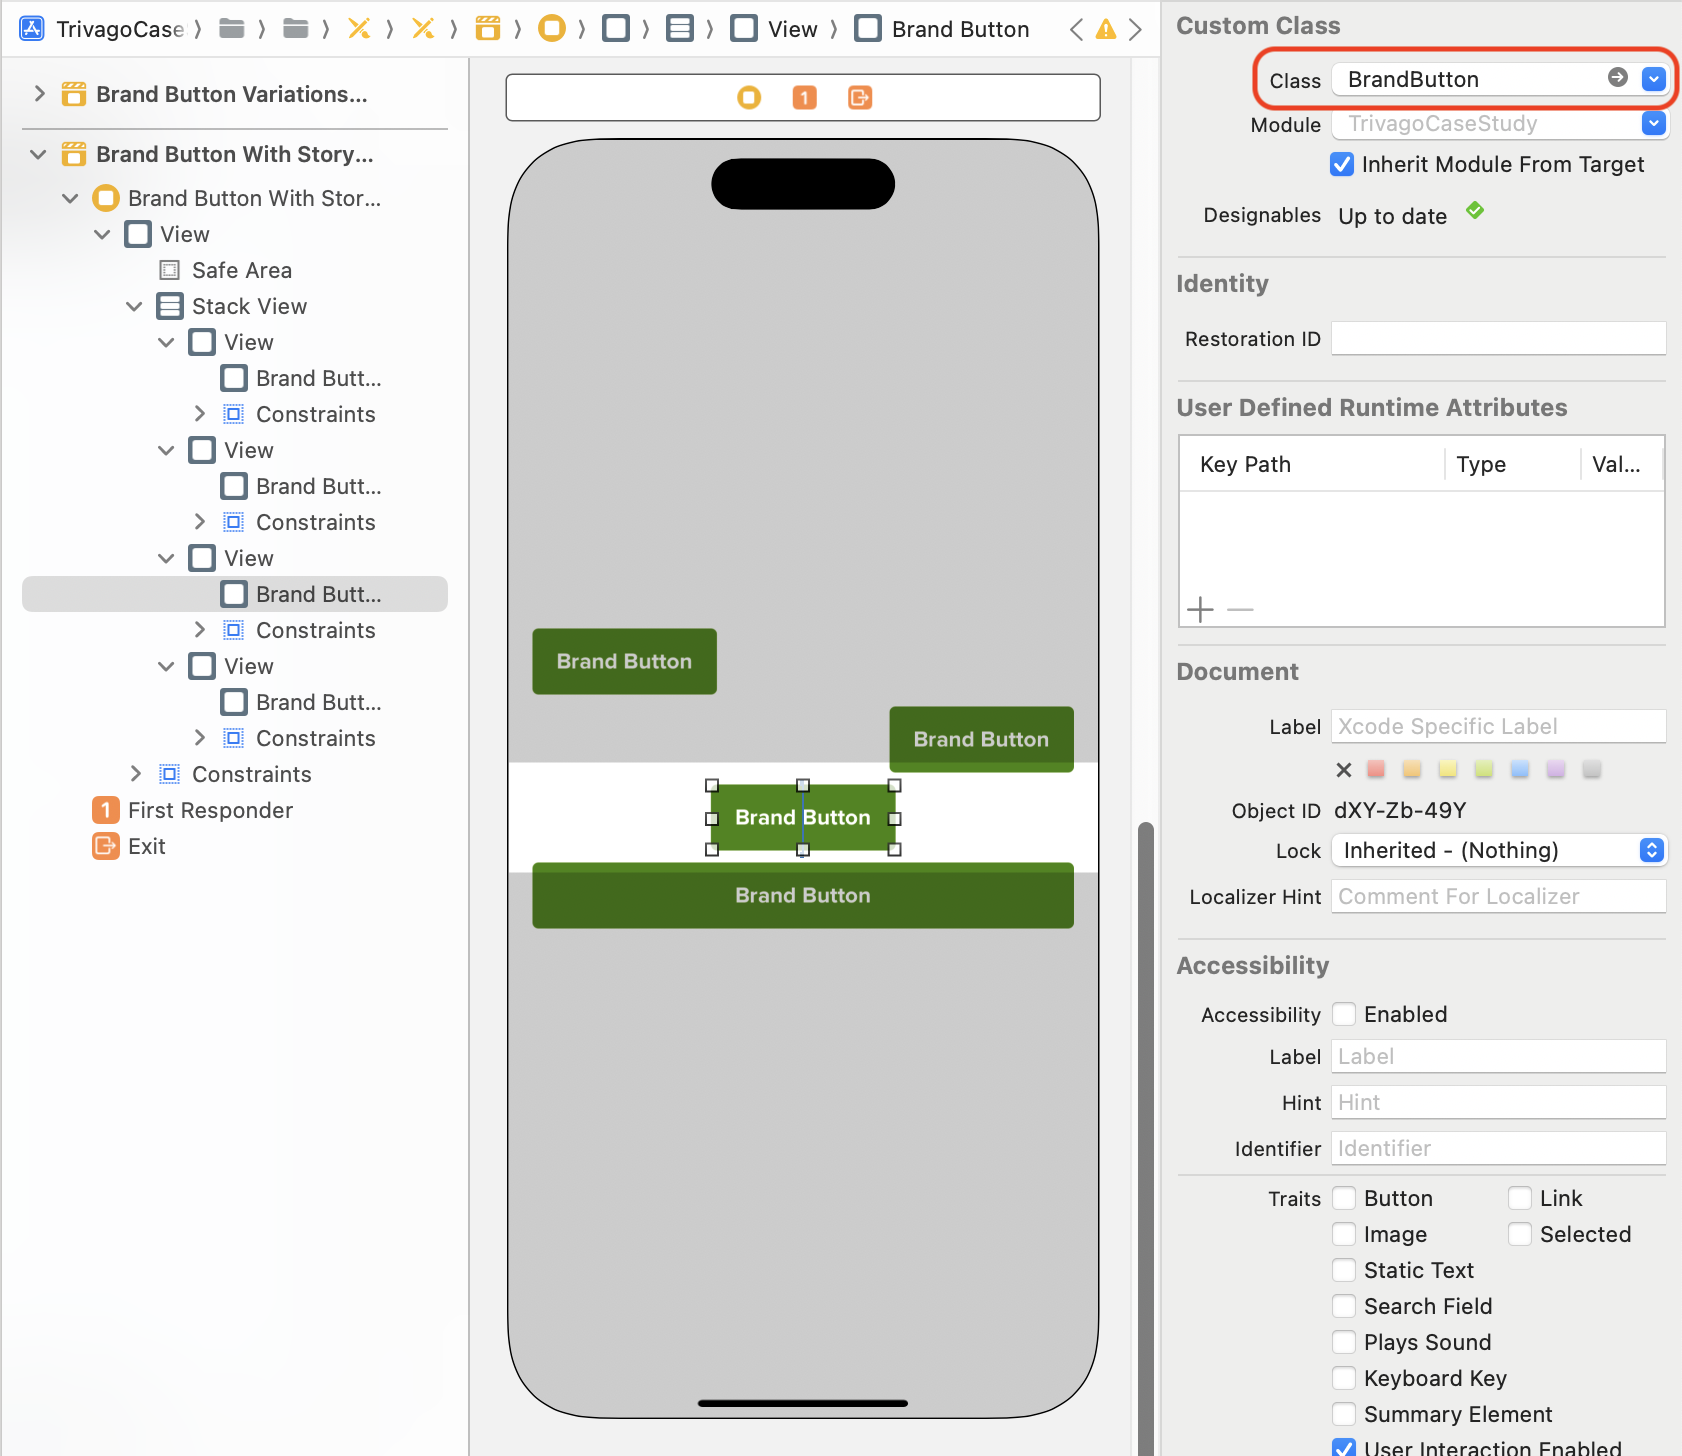 TrivagoCase
View
Brand Button
Brand Button Variations...
Brand Button With Story...
Brand Button With Stor...
View
Safe Area
Stack View
View
Brand Butt...
Constraints
View
Brand Butt...
Constraints
View
Brand Butt...
Constraints
View
Brand Butt...
Constraints
Constraints
1 First Responder
Exit
1
Brand Button
Brand Button
Brand Button
Brand Button
Custom Class
Class BrandButton
Module TrivagoCaseStudy
Inherit Module From Target
Designables Up to date
Identity
Restoration ID
User Defined Runtime Attributes
Key Path Type Val...
Document
Label Xcode Specific Label
Object ID dXY-Zb-49Y
Lock Inherited - (Nothing)
Localizer Hint Comment For Localizer
Accessibility
Accessibility Enabled
Label Label
Hint Hint
Identifier Identifier
Traits Button Link
Image Selected
Static Text
Search Field
Plays Sound
Keyboard Key
Summary Element
User Interaction Enabled